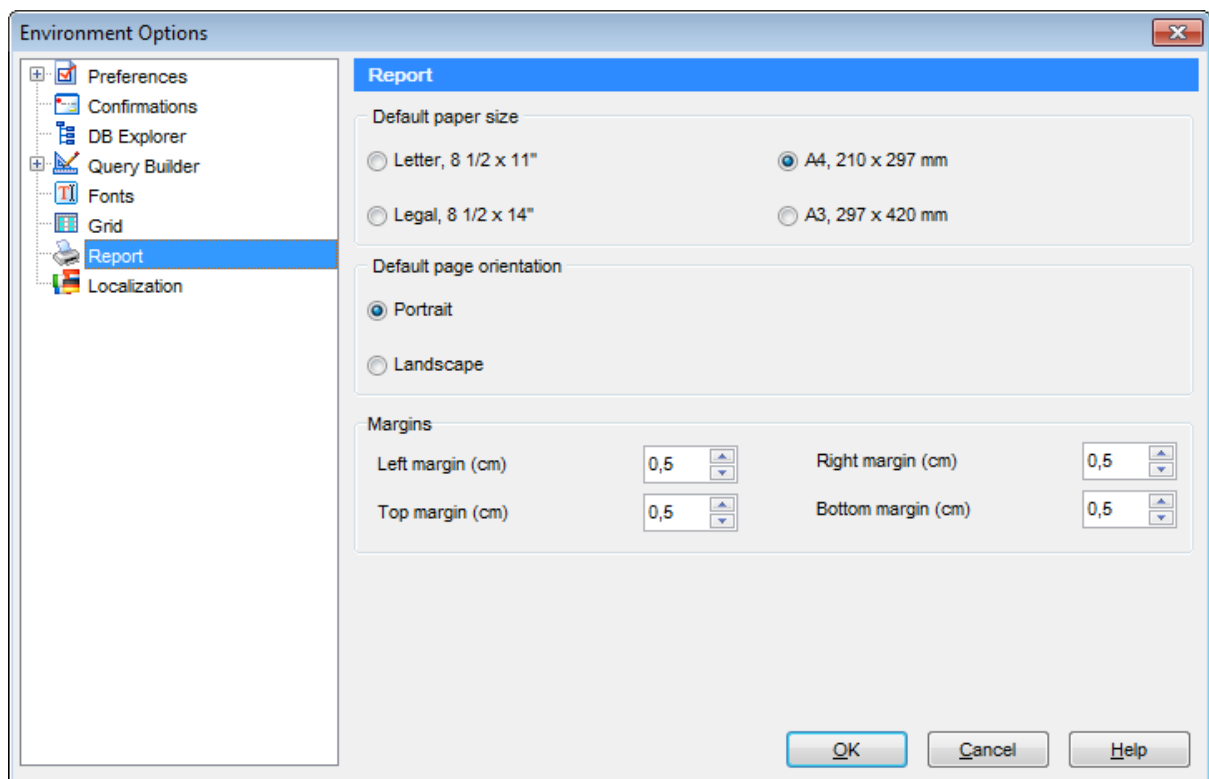 Environment Options
Preferences
Confirmations
DB Explorer
Query Builder
Fonts
Grid
Report
Localization
Report
Default paper size
Letter, 8 1/2 x 11"
A4, 210 x 297 mm
Legal, 8 1/2 x 14"
A3, 297 x 420 mm
Default page orientation
Portrait
Landscape
Margins
Left margin (cm) 0,5 Right margin (cm) 0,5
Top margin (cm) 0,5 Bottom margin (cm) 0,5
OK Cancel Help